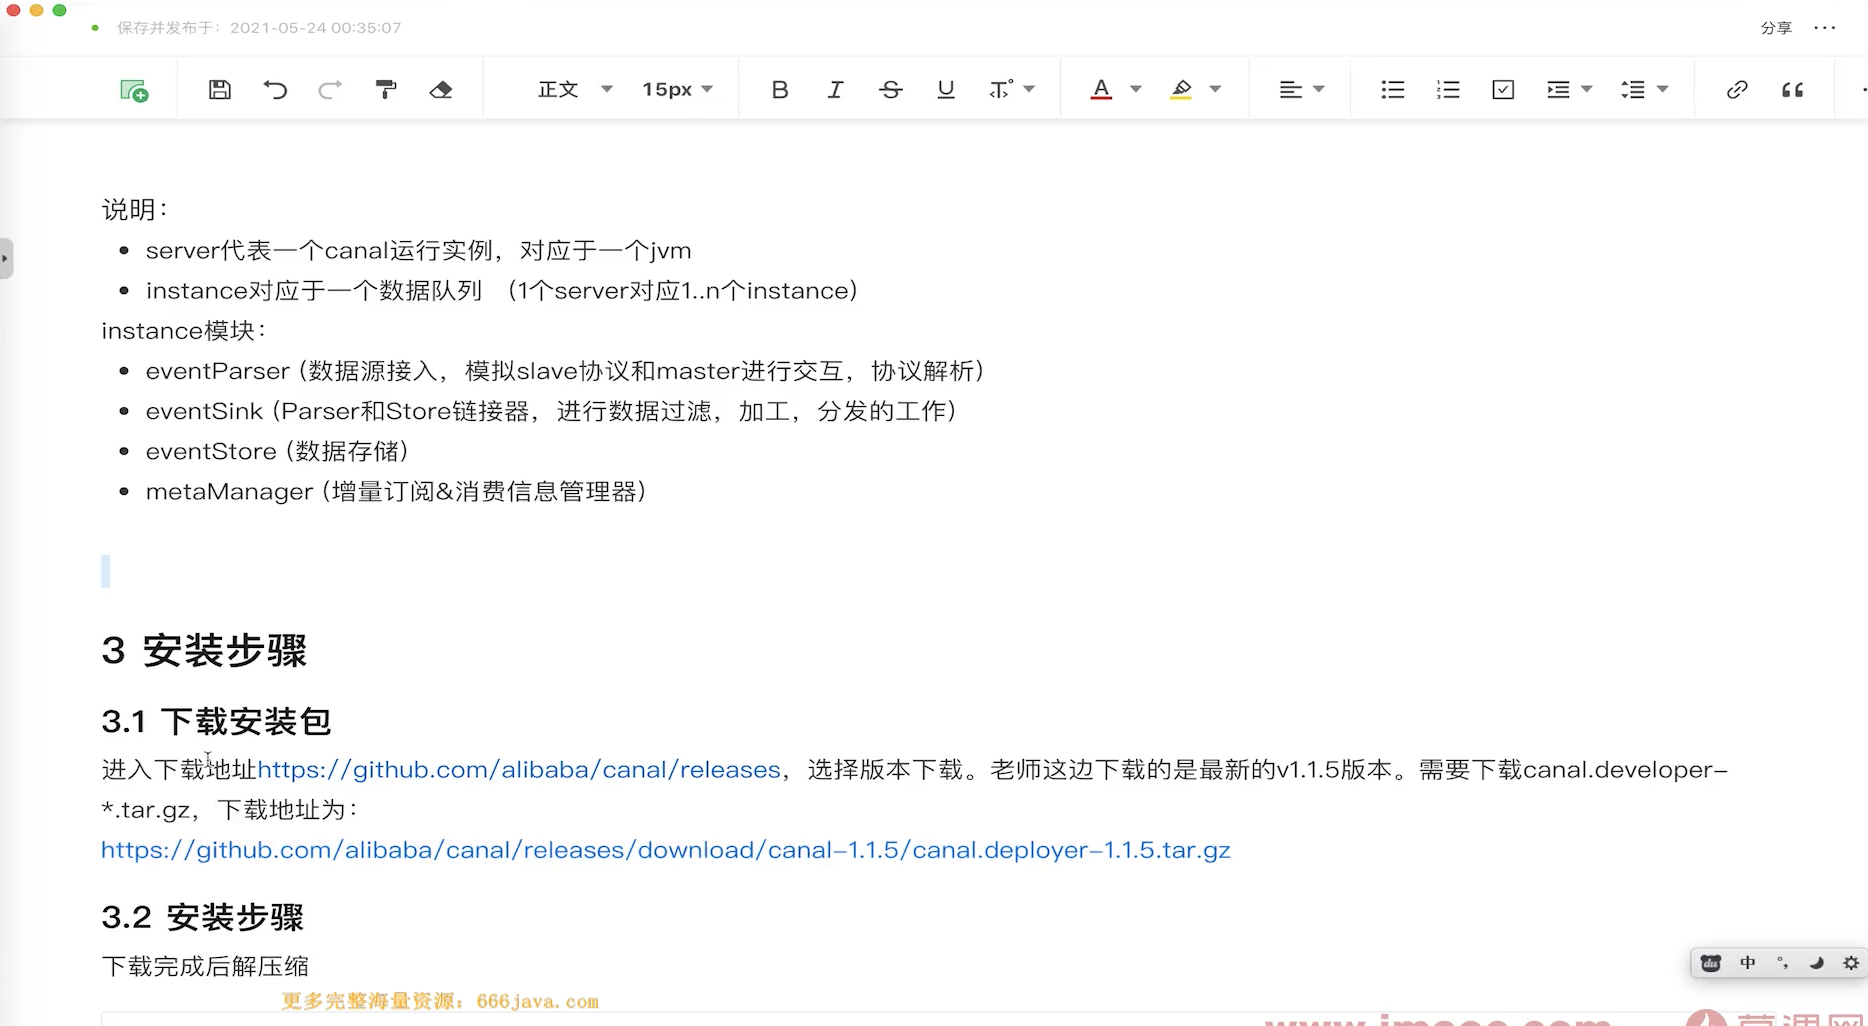 保存并发布于：2021-05-24 00:35:07
分享
正文
15px
B I S U
A
说明：
server代表一个canal运行实例，对应于一个jvm
instance对应于一个数据队列 （1个server对应1..n个instance）
instance模块：
eventParser (数据源接入，模拟slave协议和master进行交互，协议解析)
eventSink (Parser和Store链接器，进行数据过滤，加工，分发的工作)
eventStore (数据存储)
metaManager (增量订阅&消费信息管理器)
3 安装步骤
3.1 下载安装包
进入下载地址https://github.com/alibaba/canal/releases，选择版本下载。老师这边下载的是最新的v1.1.5版本。需要下载canal.developer-
*.tar.gz，下载地址为：
https://github.com/alibaba/canal/releases/download/canal-1.1.5/canal.deployer-1.1.5.tar.gz
3.2 安装步骤
下载完成后解压缩
du 中 °,
更多完整海量资源：666java.com